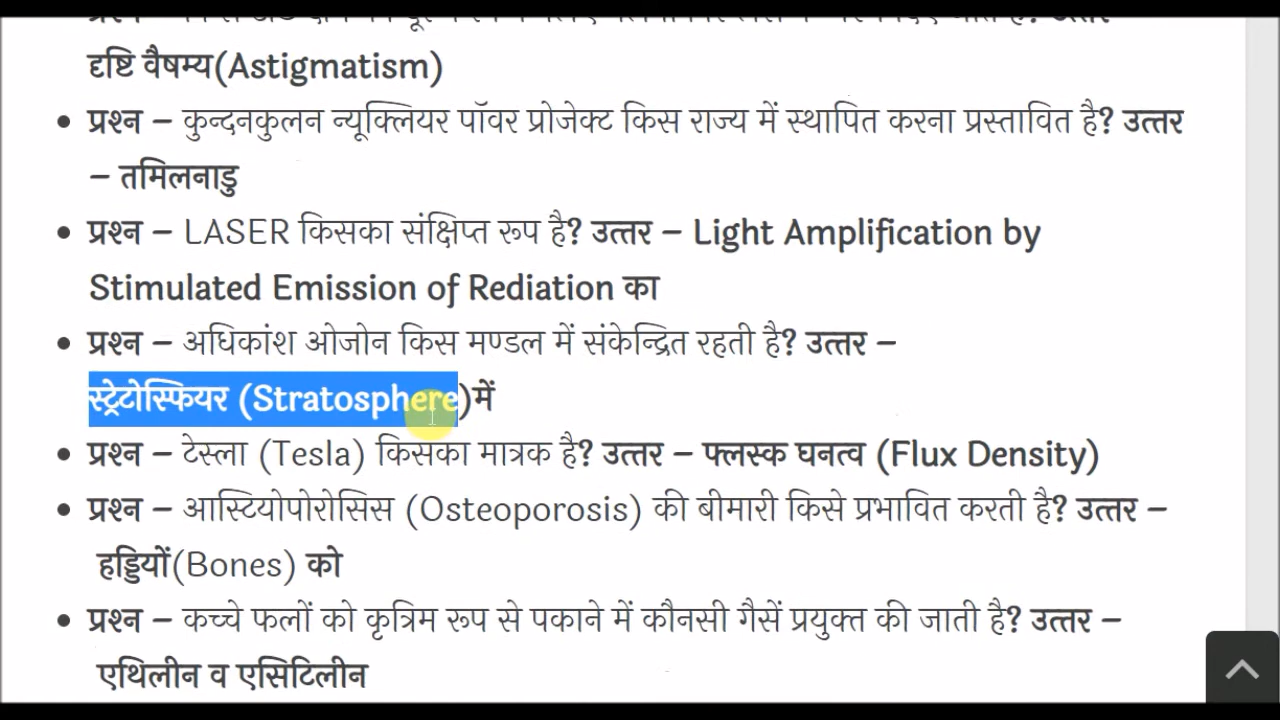 दृष्टि वैषम्य(Astigmatism)
• प्रश्न – कुन्दनकुलन न्यूक्लियर पॉवर प्रोजेक्ट किस राज्य में स्थापित करना प्रस्तावित है? उत्तर
– तमिलनाडु
• प्रश्न – LASER किसका संक्षिप्त रूप है? उत्तर – Light Amplification by
Stimulated Emission of Rediation का
• प्रश्न – अधिकांश ओजोन किस मण्डल में संकेन्द्रित रहती है? उत्तर –
स्ट्रेटोस्फियर (Stratosphere)में
• प्रश्न – टेस्ला (Tesla) किसका मात्रक है? उत्तर – फ्लस्क घनत्व (Flux Density)
• प्रश्न – आस्टियोपोरोसिस (Osteoporosis) की बीमारी किसे प्रभावित करती है? उत्तर –
हड्डियों(Bones) को
• प्रश्न – कच्चे फलों को कृत्रिम रूप से पकाने में कौनसी गैसें प्रयुक्त की जाती है? उत्तर –
एथिलीन व एसिटिलीन